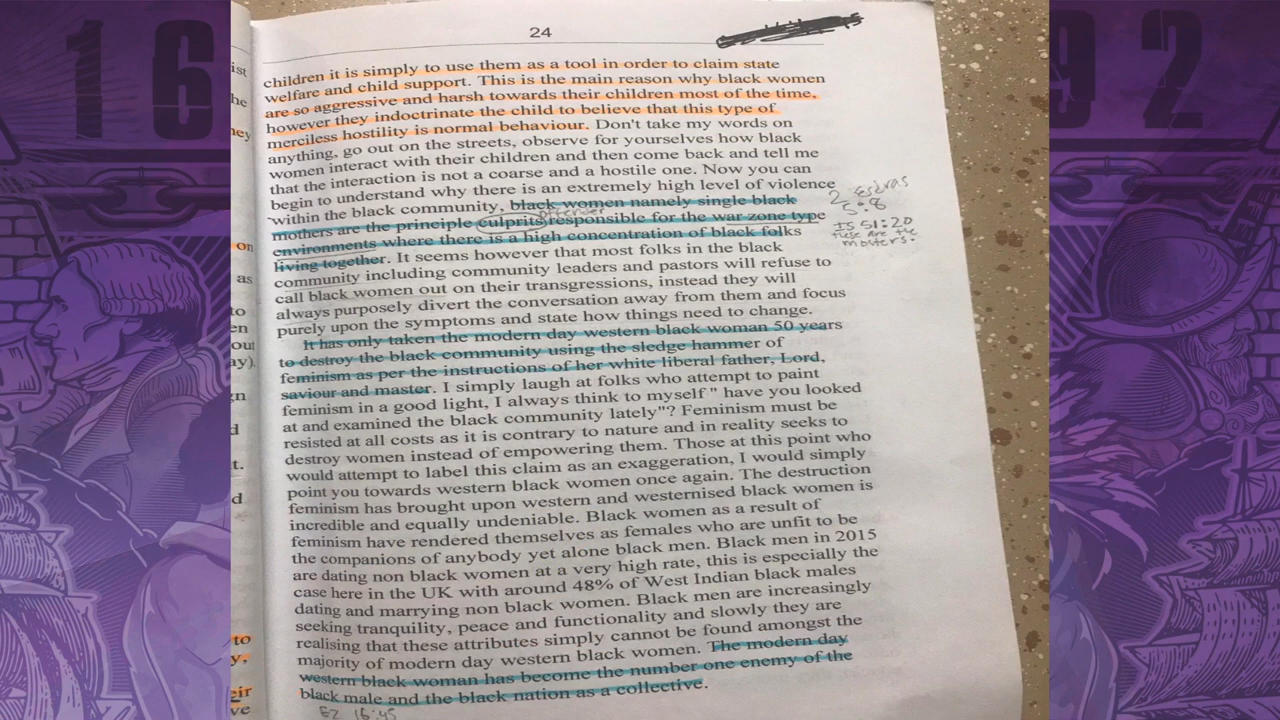 16
92
24
ist
he
hey
on
as
to
en
out
ay).
gn
d
t.
d
to
y,
eir
ve
children it is simply to use them as a tool in order to claim state
welfare and child support. This is the main reason why black women
are so aggressive and harsh towards their children most of the time,
however they indoctrinate the child to believe that this type of
merciless hostility is normal behaviour. Don't take my words on
anything, go out on the streets, observe for yourselves how black
women interact with their children and then come back and tell me
that the interaction is not a coarse and a hostile one. Now you can
begin to understand why there is an extremely high level of violence
within the black community, black women namely single black
offender
mothers are the principle culprits responsible for the war zone type
environments where there is a high concentration of black folks
living together. It seems however that most folks in the black
community including community leaders and pastors will refuse to
call black women out on their transgressions, instead they will
always purposely divert the conversation away from them and focus
purely upon the symptoms and state how things need to change.
It has only taken the modern day western black woman 50 years
to destroy the black community using the sledge hammer of
feminism as per the instructions of her white liberal father, Lord,
saviour and master. I simply laugh at folks who attempt to paint
feminism in a good light, I always think to myself " have you looked
at and examined the black community lately"? Feminism must be
resisted at all costs as it is contrary to nature and in reality seeks to
destroy women instead of empowering them. Those at this point who
would attempt to label this claim as an exaggeration, I would simply
point you towards western black women once again. The destruction
feminism has brought upon western and westernised black women is
incredible and equally undeniable. Black women as a result of
feminism have rendered themselves as females who are unfit to be
the companions of anybody yet alone black men. Black men in 2015
are dating non black women at a very high rate, this is especially the
case here in the UK with around 48% of West Indian black males
dating and marrying non black women. Black men are increasingly
seeking tranquility, peace and functionality and slowly they are
realising that these attributes simply cannot be found amongst the
majority of modern day western black women. The modern day
western black woman has become the number one enemy of the
black male and the black nation as a collective.
2 Esdras
5:8
IS 51:20
these are the
mosters.
EZ 16:45